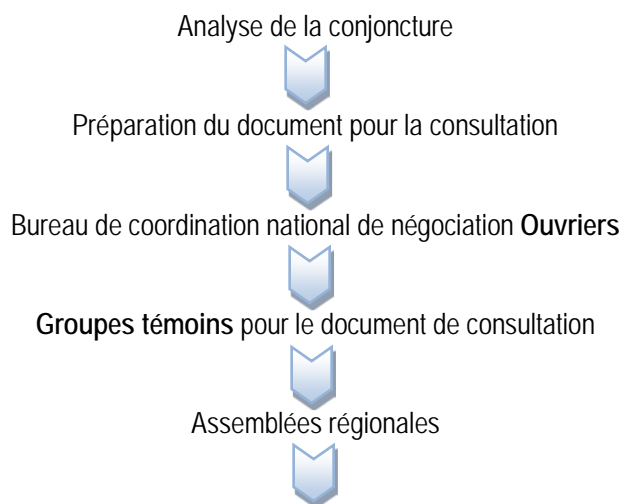 Analyse de la conjoncture
Préparation du document pour la consultation
Bureau de coordination national de négociation Ouvriers
Groupes témoins pour le document de consultation
Assemblées régionales